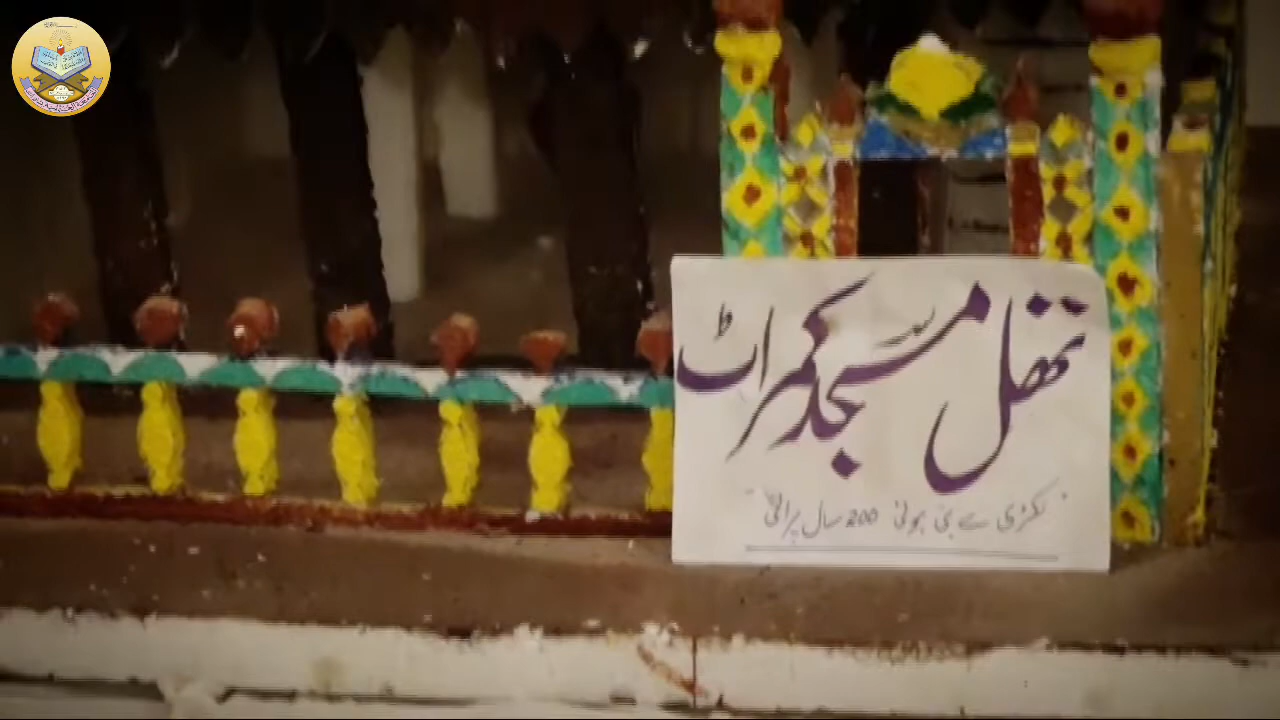 تھل مسجد کمراٹ
"لکڑی سے بنی ہوئی 200 سال پرانی"